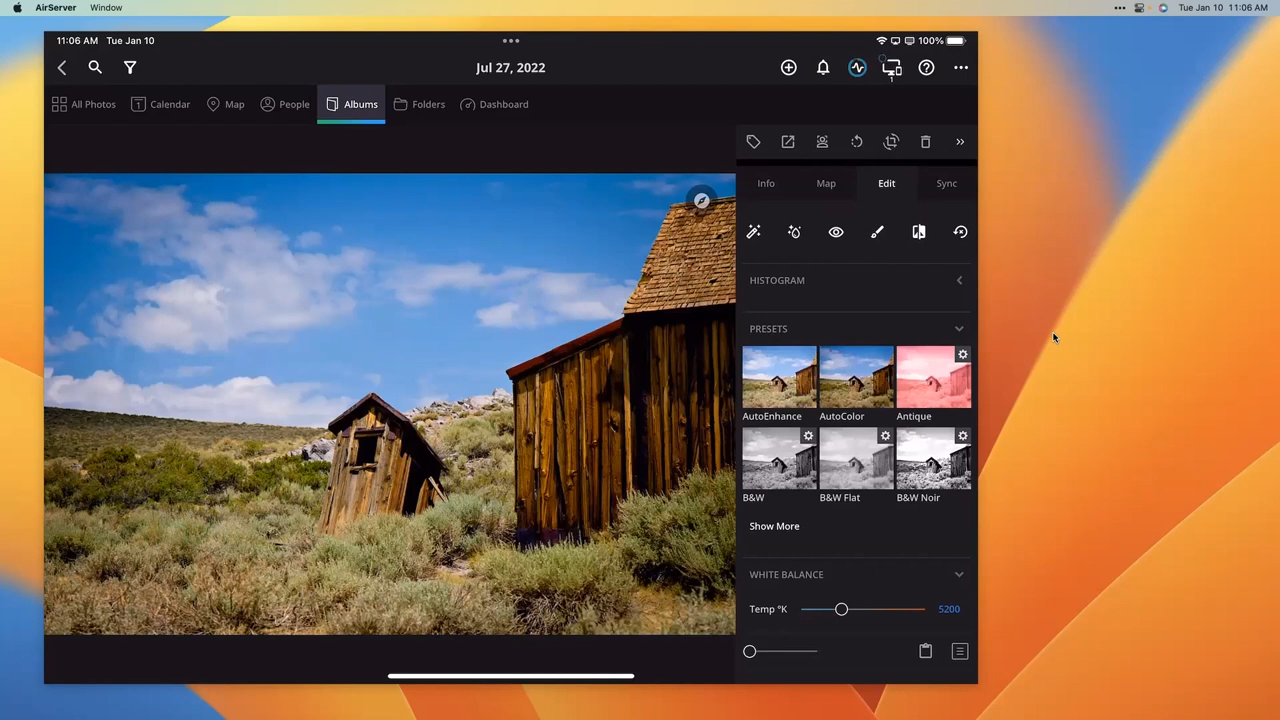 AirServer Window Tue Jan 10 11:06 AM
11:06 AM Tue Jan 10 100%
Jul 27, 2022
1
All Photos Calendar Map People Albums Folders Dashboard
Info Map Edit Sync
HISTOGRAM
PRESETS
AutoEnhance AutoColor Antique
B&W B&W Flat B&W Noir
Show More
WHITE BALANCE
Temp °K 5200